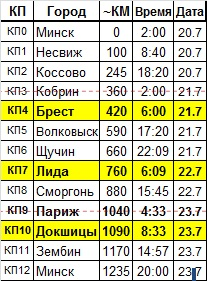 КП Город ~КМ Время Дата
КП0 Минск 0 2:00 20.7
КП1 Несвиж 100 8:40 20.7
КП2 Коссово 245 18:20 20.7
КП3 Кобрин 360 2:00 21.7
КП4 Брест 420 6:00 21.7
КП5 Волковыск 590 17:20 21.7
КП6 Щучин 660 22:09 21.7
КП7 Лида 760 6:09 22.7
КП8 Сморгонь 880 15:45 22.7
КП9 Париж 1040 4:33 23.7
КП10 Докшицы 1090 8:33 23.7
КП11 Зембин 1170 14:57 23.7
КП12 Минск 1235 20:00 23.7